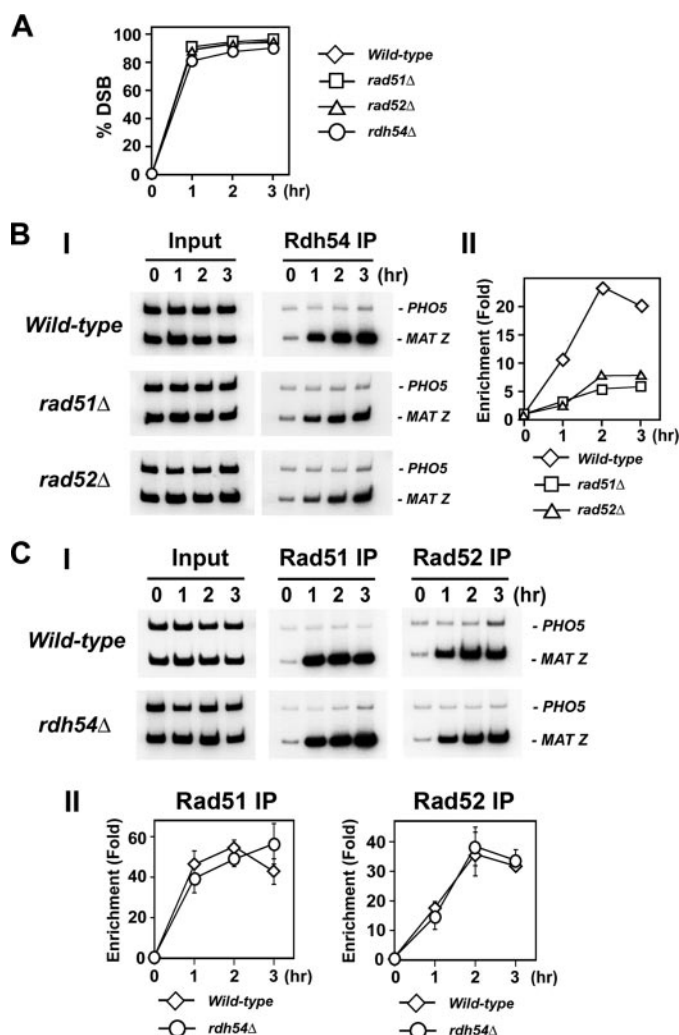 A
% DSB
100
80
60
40
20
0
0 1 2 3 (hr)
Wild-type
rad51Δ
rad52Δ
rdh54Δ
B I Input Rdh54 IP II
0 1 2 3 0 1 2 3 (hr)
Wild-type
- PHO5
- MAT Z
rad51Δ
- PHO5
- MAT Z
rad52Δ
- PHO5
- MAT Z
Enrichment (Fold)
20
15
10
5
0
0 1 2 3 (hr)
Wild-type
rad51Δ
rad52Δ
C I Input Rad51 IP Rad52 IP
0 1 2 3 0 1 2 3 0 1 2 3 (hr)
Wild-type
- PHO5
- MAT Z
rdh54Δ
- PHO5
- MAT Z
II
Rad51 IP
Enrichment (Fold)
60
40
20
0
0 1 2 3 (hr)
Wild-type
rdh54Δ
Rad52 IP
Enrichment (Fold)
40
30
20
10
0
0 1 2 3 (hr)
Wild-type
rdh54Δ